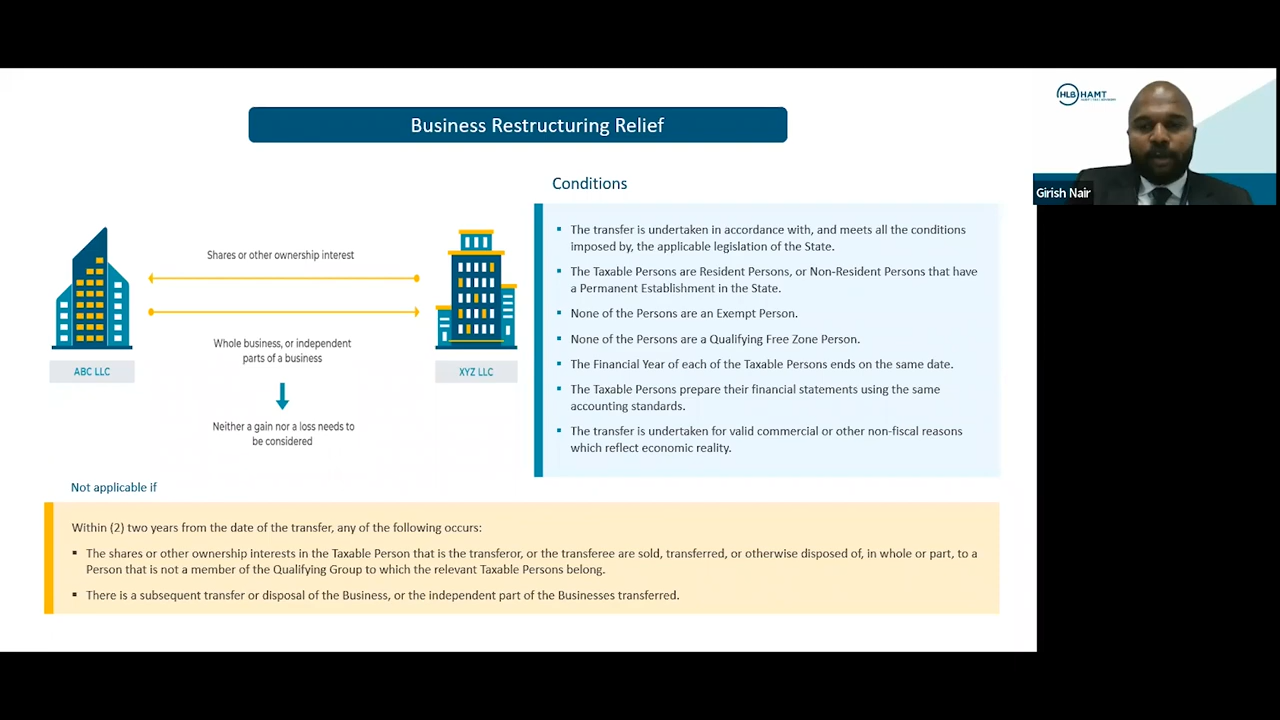 Business Restructuring Relief
HLB HAMT
Girish Nair
Conditions
The transfer is undertaken in accordance with, and meets all the conditions
imposed by, the applicable legislation of the State.
The Taxable Persons are Resident Persons, or Non-Resident Persons that have
a Permanent Establishment in the State.
None of the Persons are an Exempt Person.
None of the Persons are a Qualifying Free Zone Person.
The Financial Year of each of the Taxable Persons ends on the same date.
The Taxable Persons prepare their financial statements using the same
accounting standards.
The transfer is undertaken for valid commercial or other non-fiscal reasons
which reflect economic reality.
Shares or other ownership interest
Whole business, or independent
parts of a business
ABC LLC
XYZ LLC
Neither a gain nor a loss needs to
be considered
Not applicable if
Within (2) two years from the date of the transfer, any of the following occurs:
The shares or other ownership interests in the Taxable Person that is the transferor, or the transferee are sold, transferred, or otherwise disposed of, in whole or part, to a
Person that is not a member of the Qualifying Group to which the relevant Taxable Persons belong.
There is a subsequent transfer or disposal of the Business, or the independent part of the Businesses transferred.